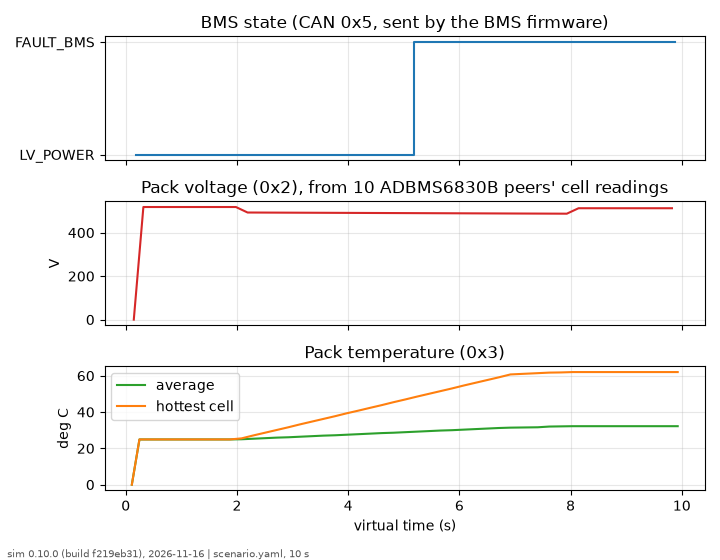 BMS state (CAN 0x5, sent by the BMS firmware)
FAULT_BMS
LV_POWER
Pack voltage (0x2), from 10 ADBMS6830B peers' cell readings
400
200
0
V
Pack temperature (0x3)
60
40
20
0
deg C
average
hottest cell
0 2 4 6 8 10
virtual time (s)
sim 0.10.0 (build f219eb31), 2026-11-16 | scenario.yaml, 10 s